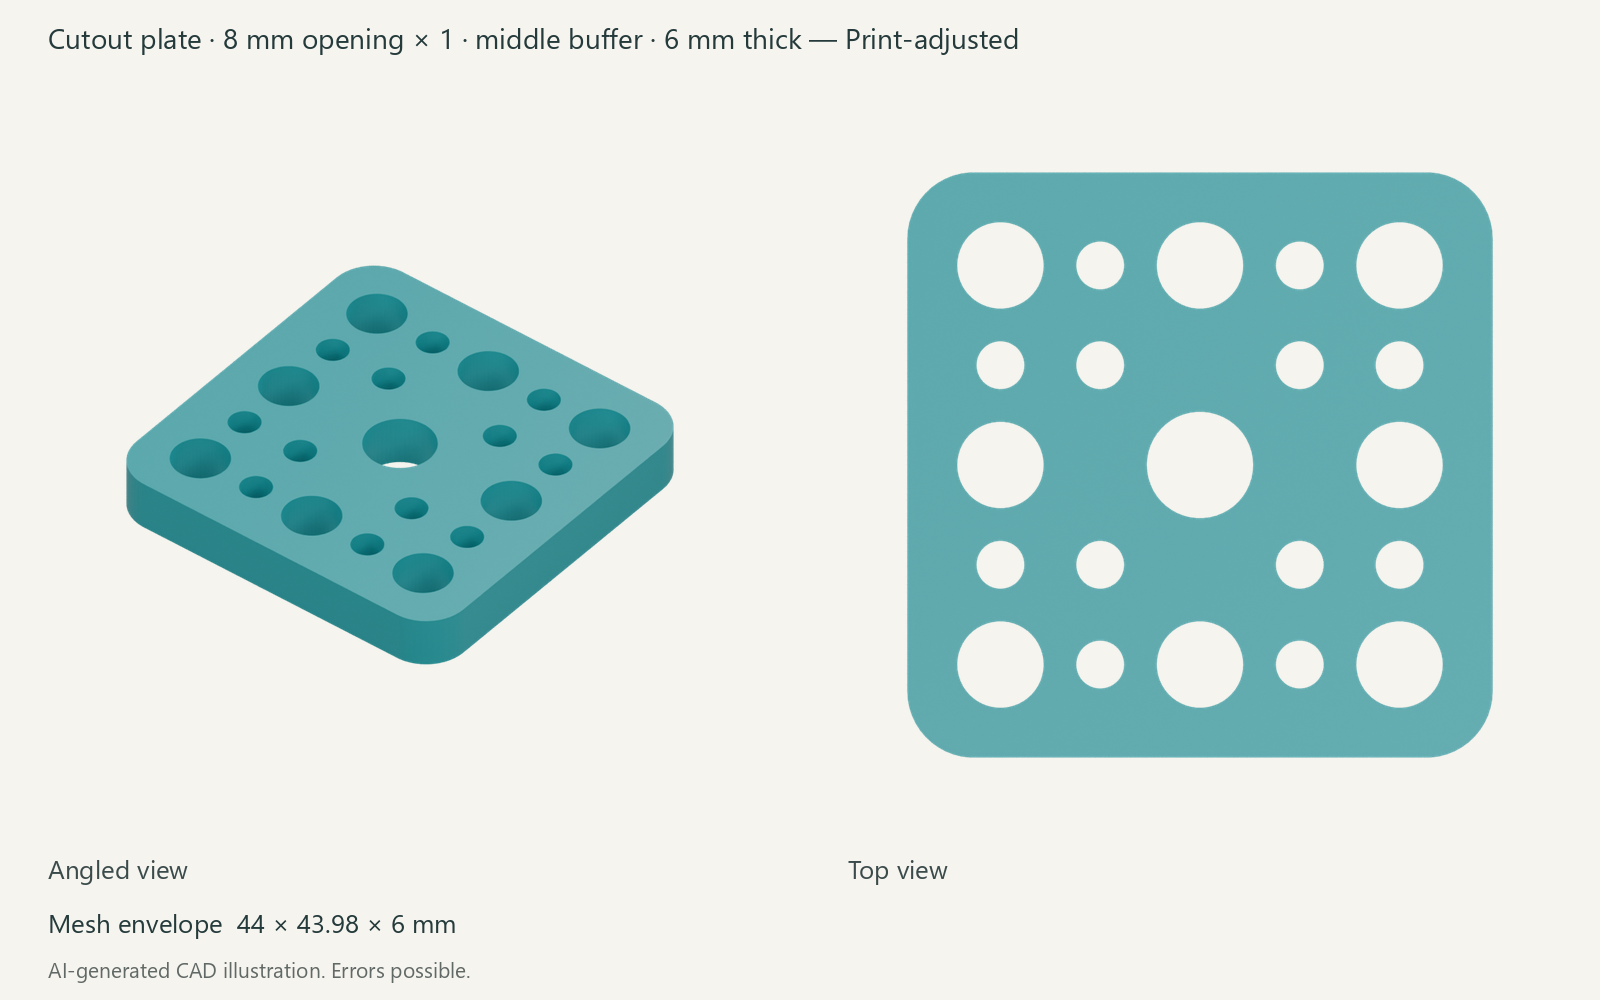 Cutout plate · 8 mm opening × 1 · middle buffer · 6 mm thick — Print-adjusted
Angled view
Top view
Mesh envelope 44 × 43.98 × 6 mm
AI-generated CAD illustration. Errors possible.